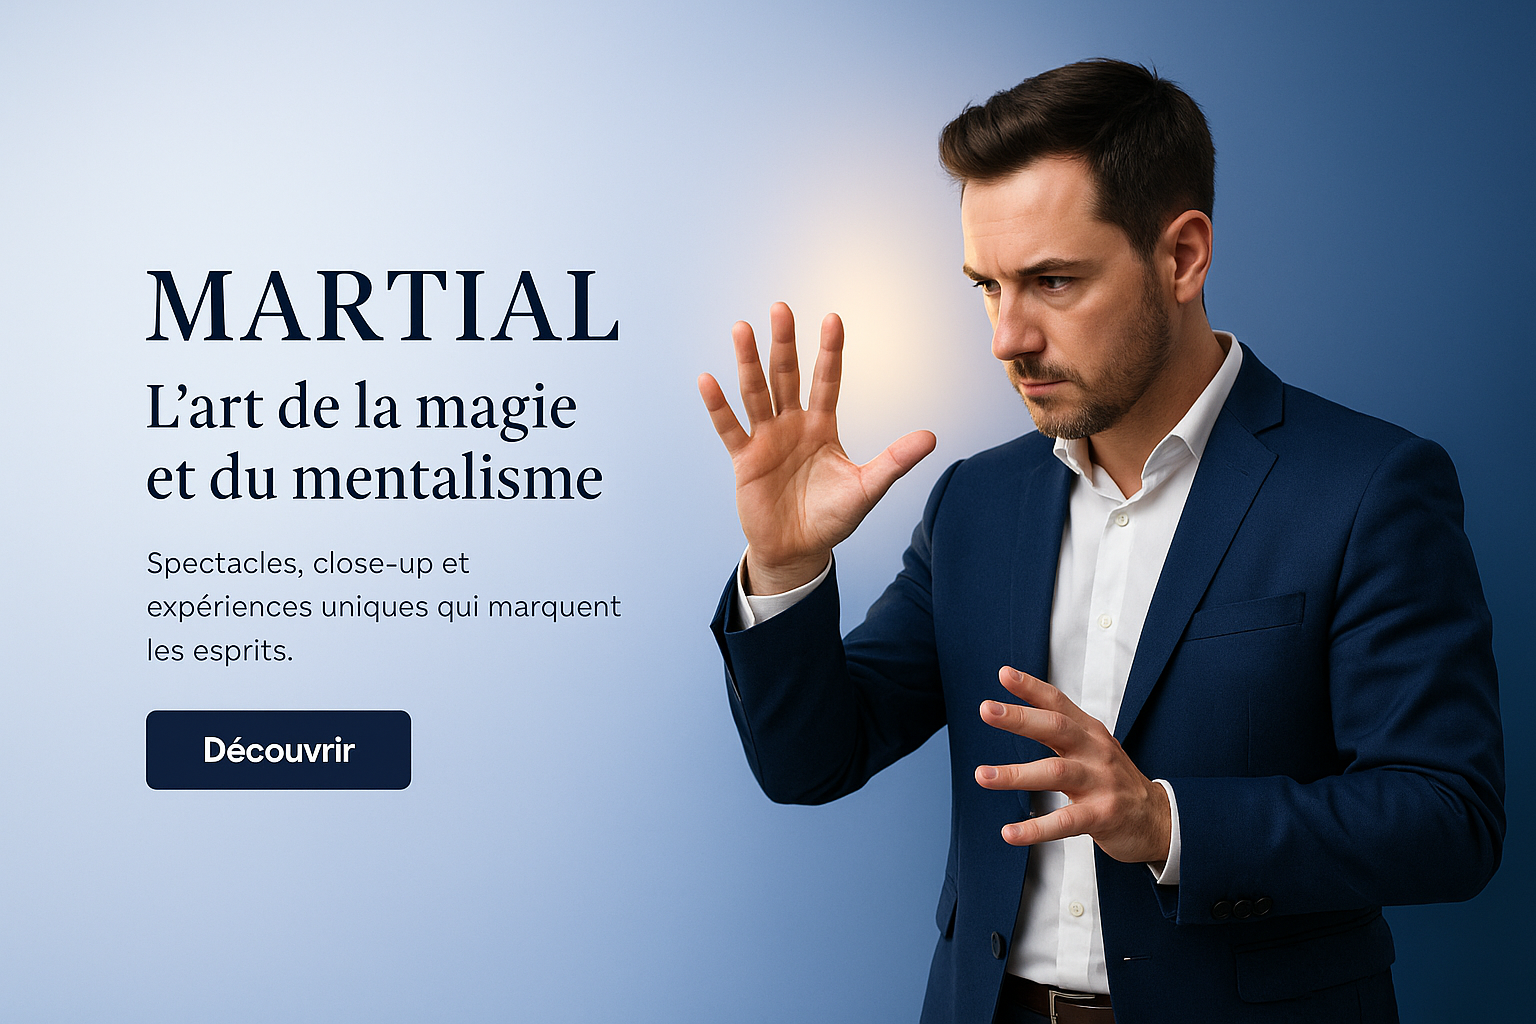 MARTIAL
L’art de la magie
et du mentalisme
Spectacles, close-up et
expériences uniques qui marquent
les esprits.
Découvrir